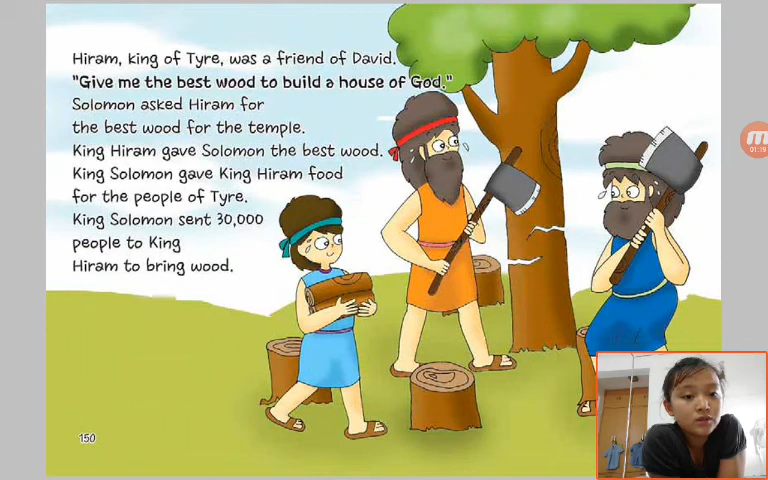 Hiram, king of Tyre, was a friend of David.
"Give me the best wood to build a house of God."
Solomon asked Hiram for
the best wood for the temple.
King Hiram gave Solomon the best wood.
King Solomon gave King Hiram food
for the people of Tyre.
King Solomon sent 30,000
people to King
Hiram to bring wood.
150
01:19